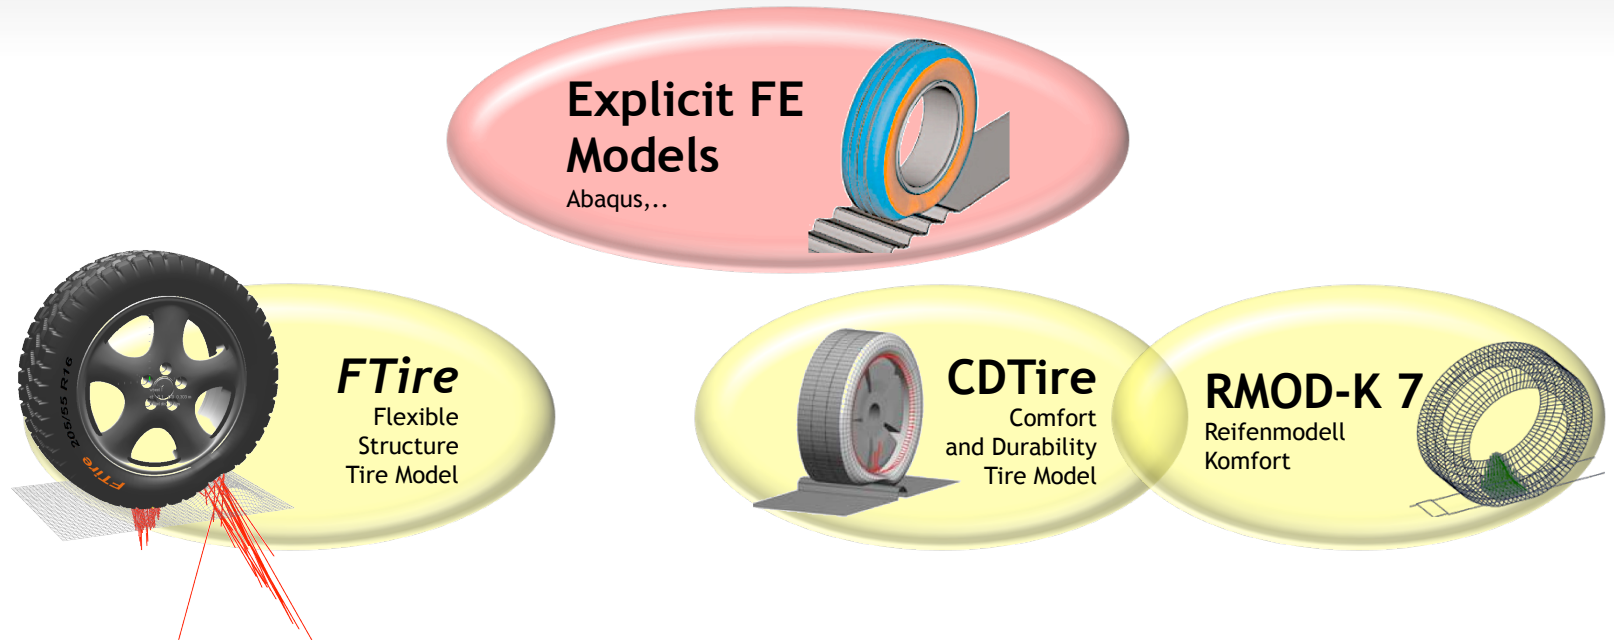 Explicit FE
Models
Abaqus,..
205/55 R16
FTire
FTire
Flexible
Structure
Tire Model
CDTire
Comfort
and Durability
Tire Model
RMOD-K 7
Reifenmodell
Komfort